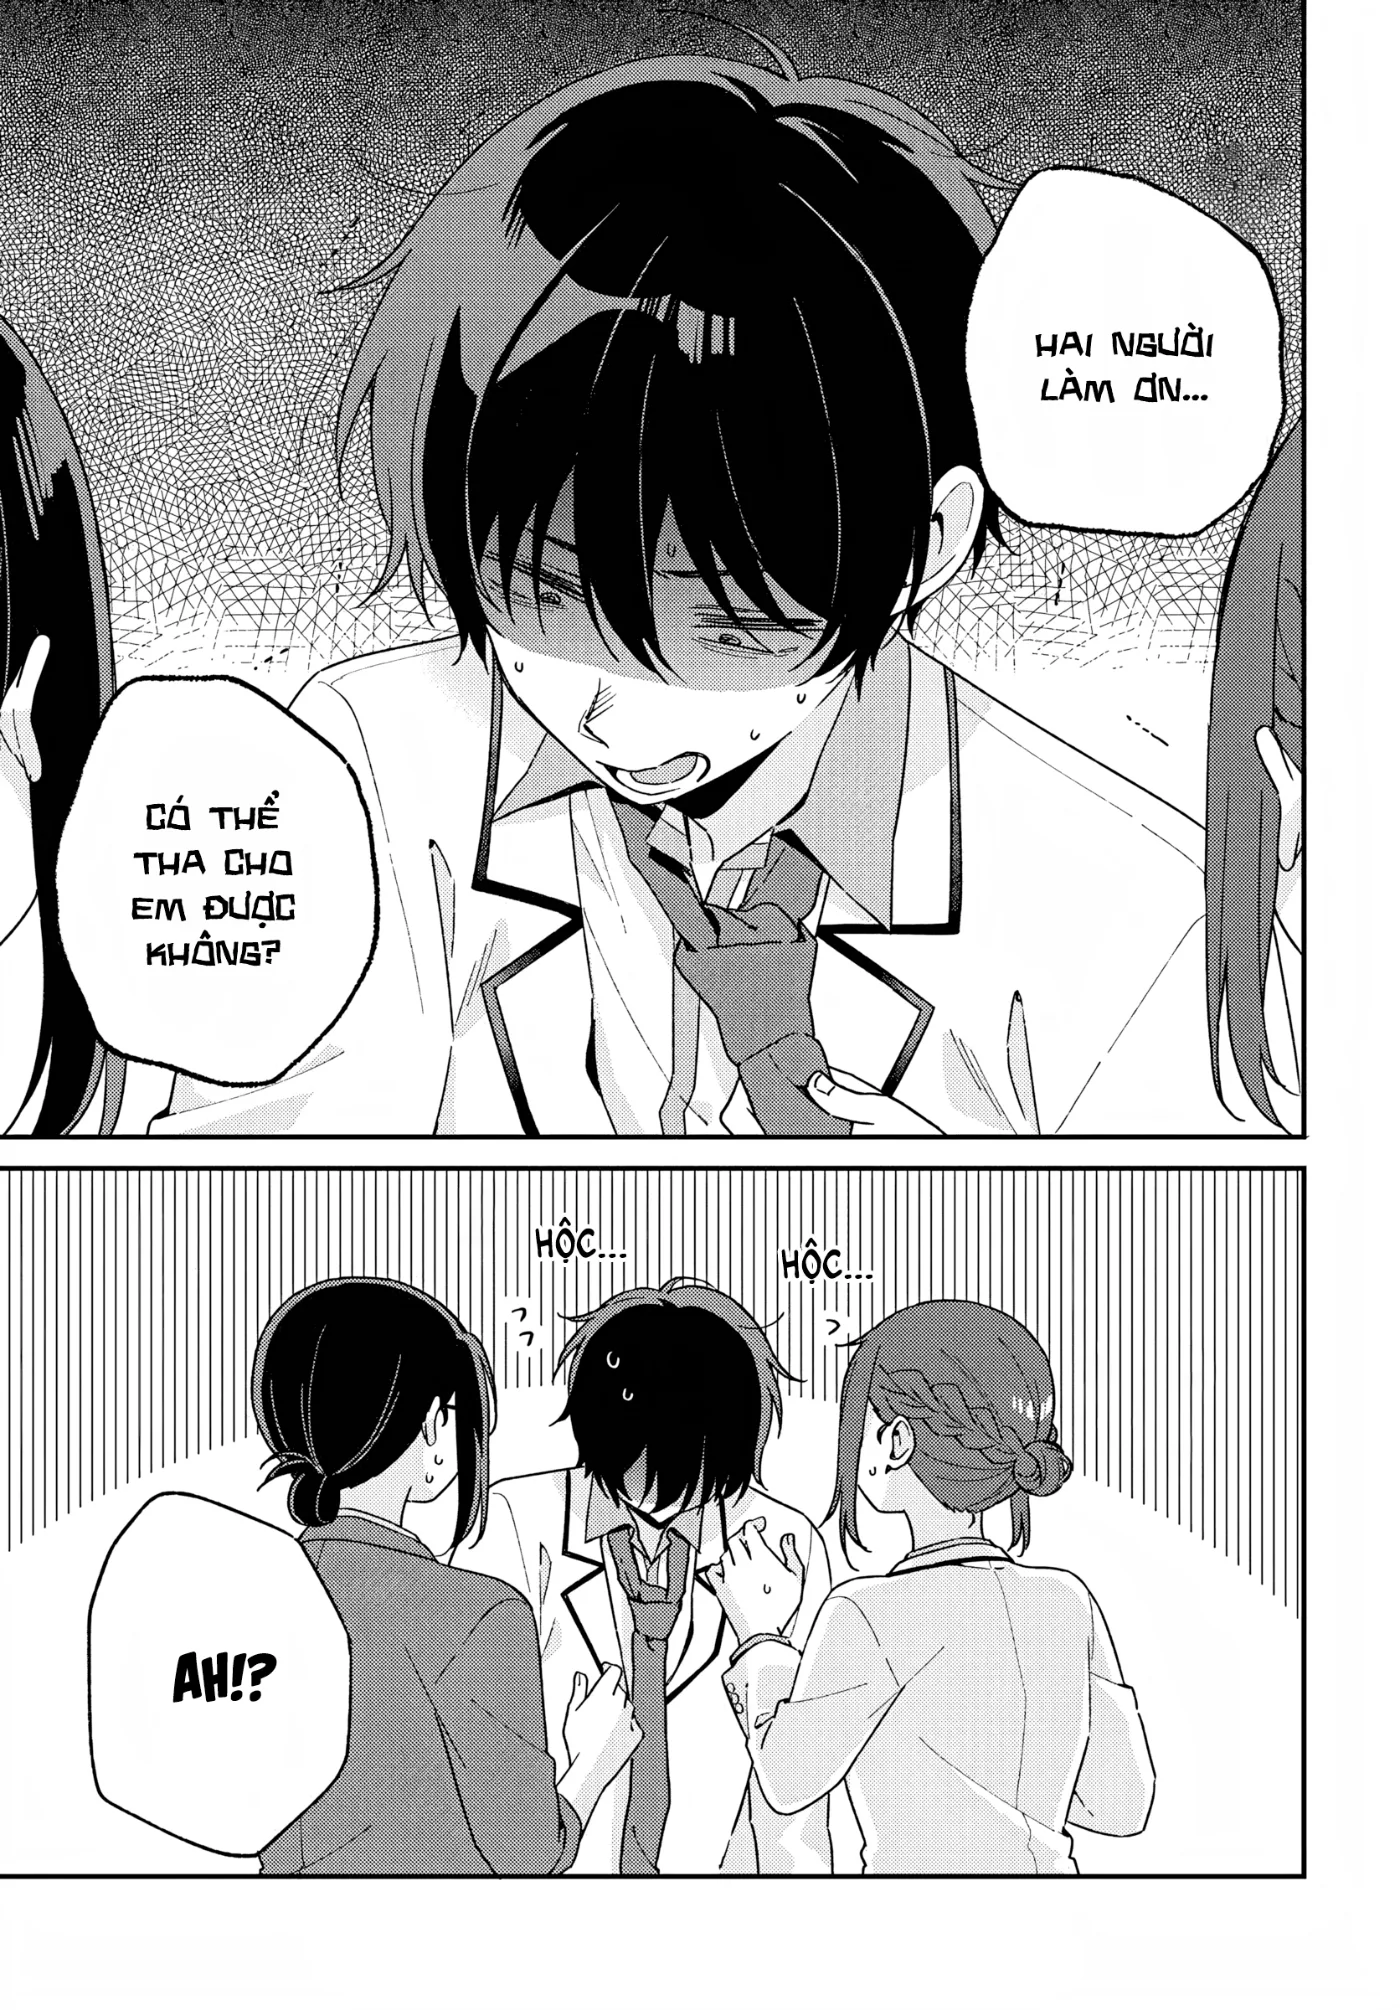 HAI NGƯỜI
LÀM ƠN...
CÓ THỂ
THA CHO
EM ĐƯỢC
KHÔNG?
HỘC...
HỘC...
AH!?